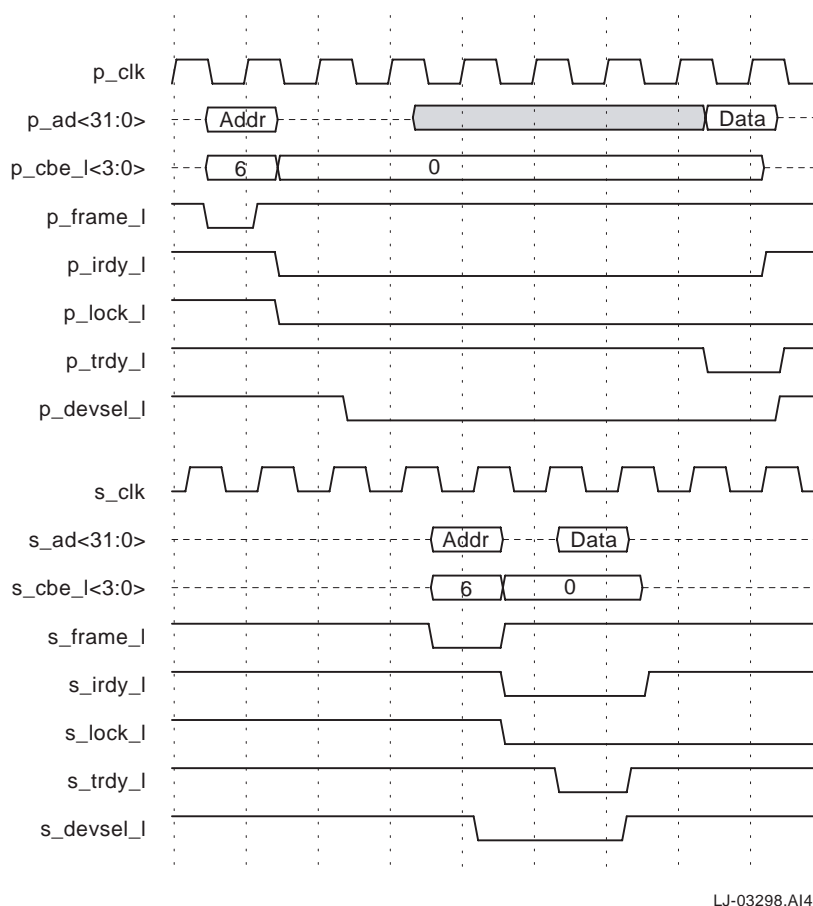 p_clk
p_ad<31:0> Addr Data
p_cbe_l<3:0> 6 0
p_frame_l
p_irdy_l
p_lock_l
p_trdy_l
p_devsel_l
s_clk
s_ad<31:0> Addr Data
s_cbe_l<3:0> 6 0
s_frame_l
s_irdy_l
s_lock_l
s_trdy_l
s_devsel_l
LJ-03298.AI4